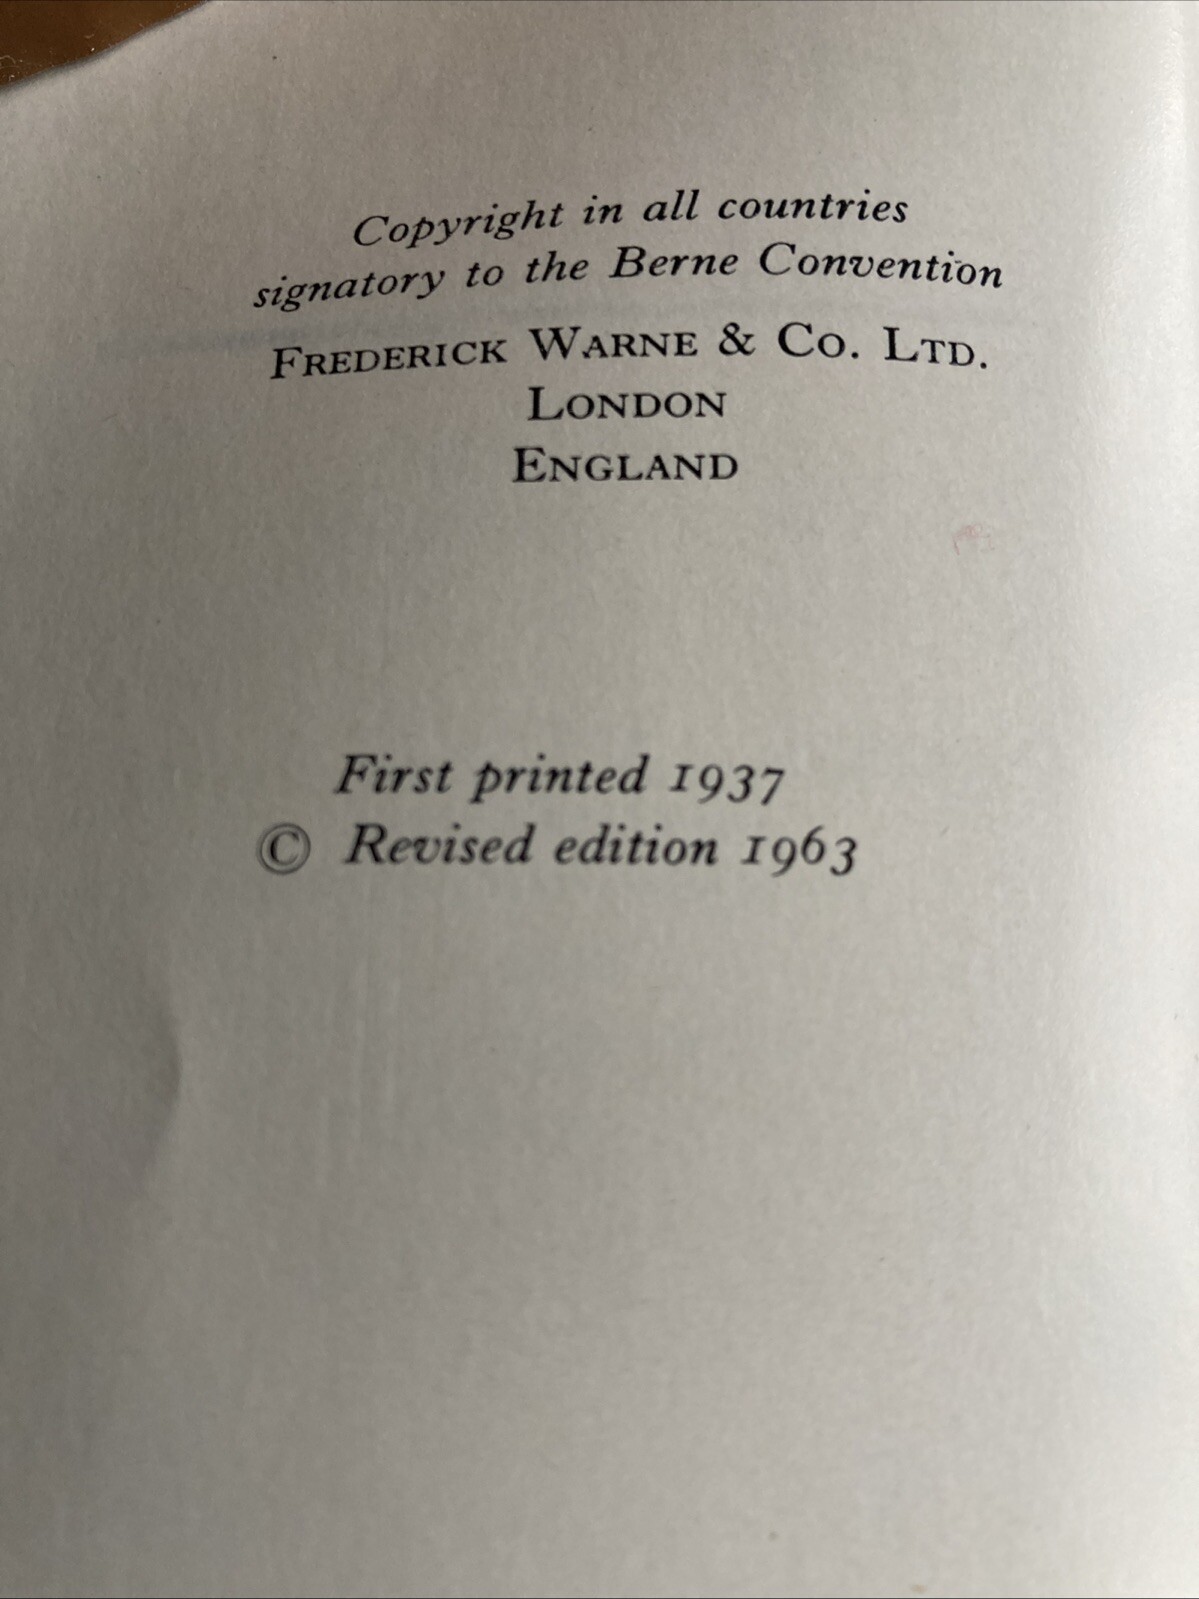 Copyright in all countries
signatory to the Berne Convention
FREDERICK WARNE & CO. LTD.
LONDON
ENGLAND
First printed 1937
© Revised edition 1963